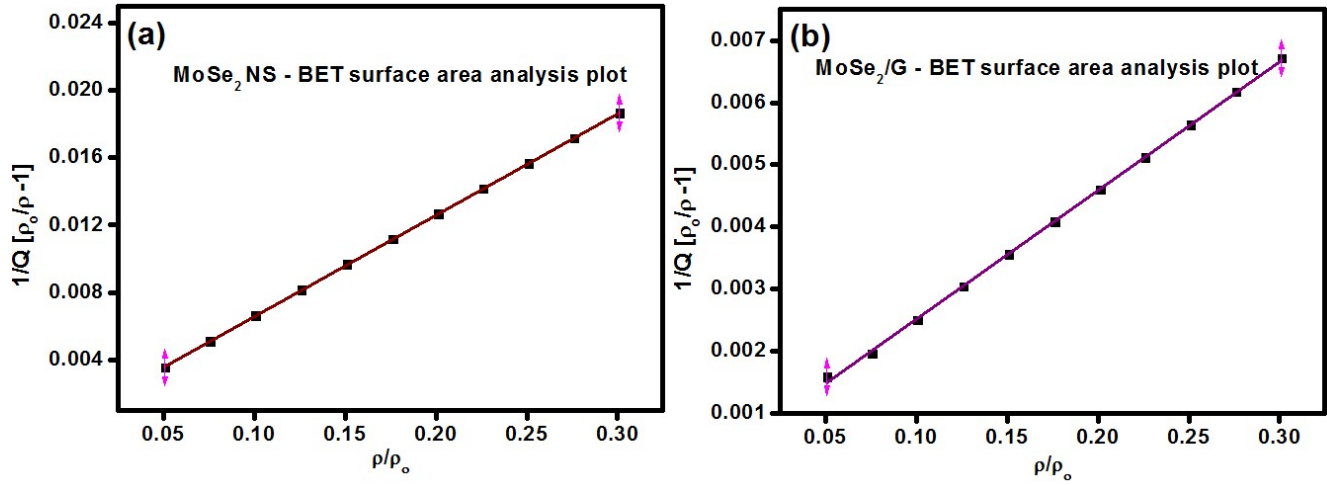 (a)
MoSe₂ NS - BET surface area analysis plot
1/Q [ρₒ/ρ -1]
0.024
0.020
0.016
0.012
0.008
0.004
0.05 0.10 0.15 0.20 0.25 0.30
ρ/ρₒ
(b)
MoSe₂/G - BET surface area analysis plot
1/Q [ρₒ/ρ -1]
0.007
0.006
0.005
0.004
0.003
0.002
0.001
0.05 0.10 0.15 0.20 0.25 0.30
ρ/ρₒ